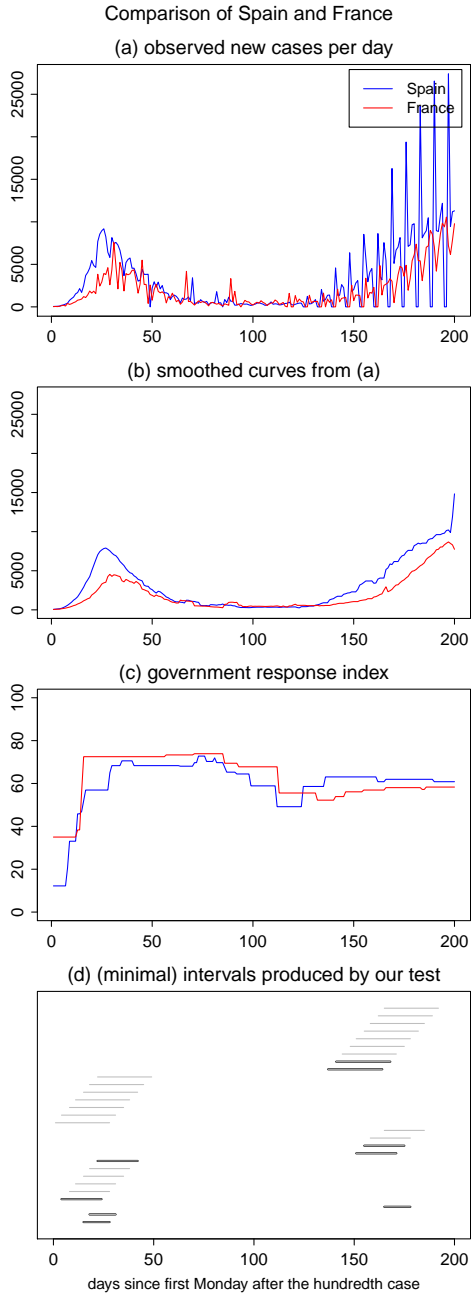 Comparison of Spain and France
(a) observed new cases per day
Spain
France
0 5000 15000 25000
0 50 100 150 200
(b) smoothed curves from (a)
0 5000 15000 25000
0 50 100 150 200
(c) government response index
0 20 40 60 80 100
0 50 100 150 200
(d) (minimal) intervals produced by our test
0 50 100 150 200
days since first Monday after the hundredth case